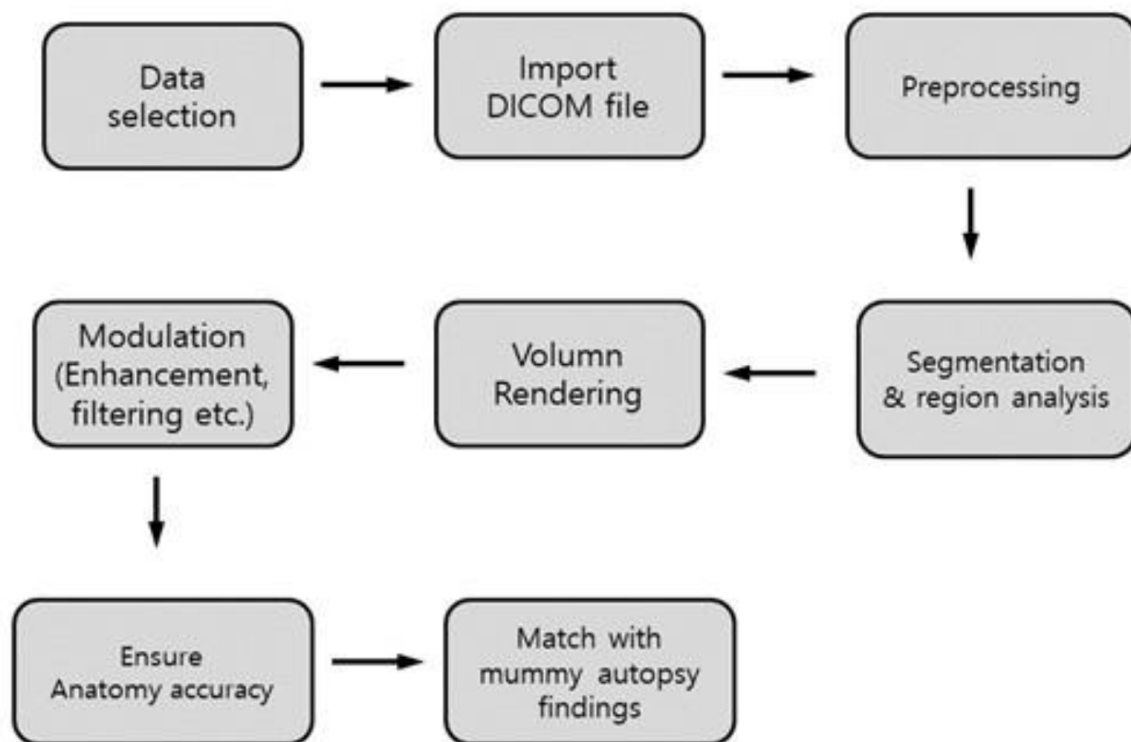 Data
selection
Import
DICOM file
Preprocessing
Segmentation
& region analysis
Volumn
Rendering
Modulation
(Enhancement,
filtering etc.)
Ensure
Anatomy accuracy
Match with
mummy autopsy
findings